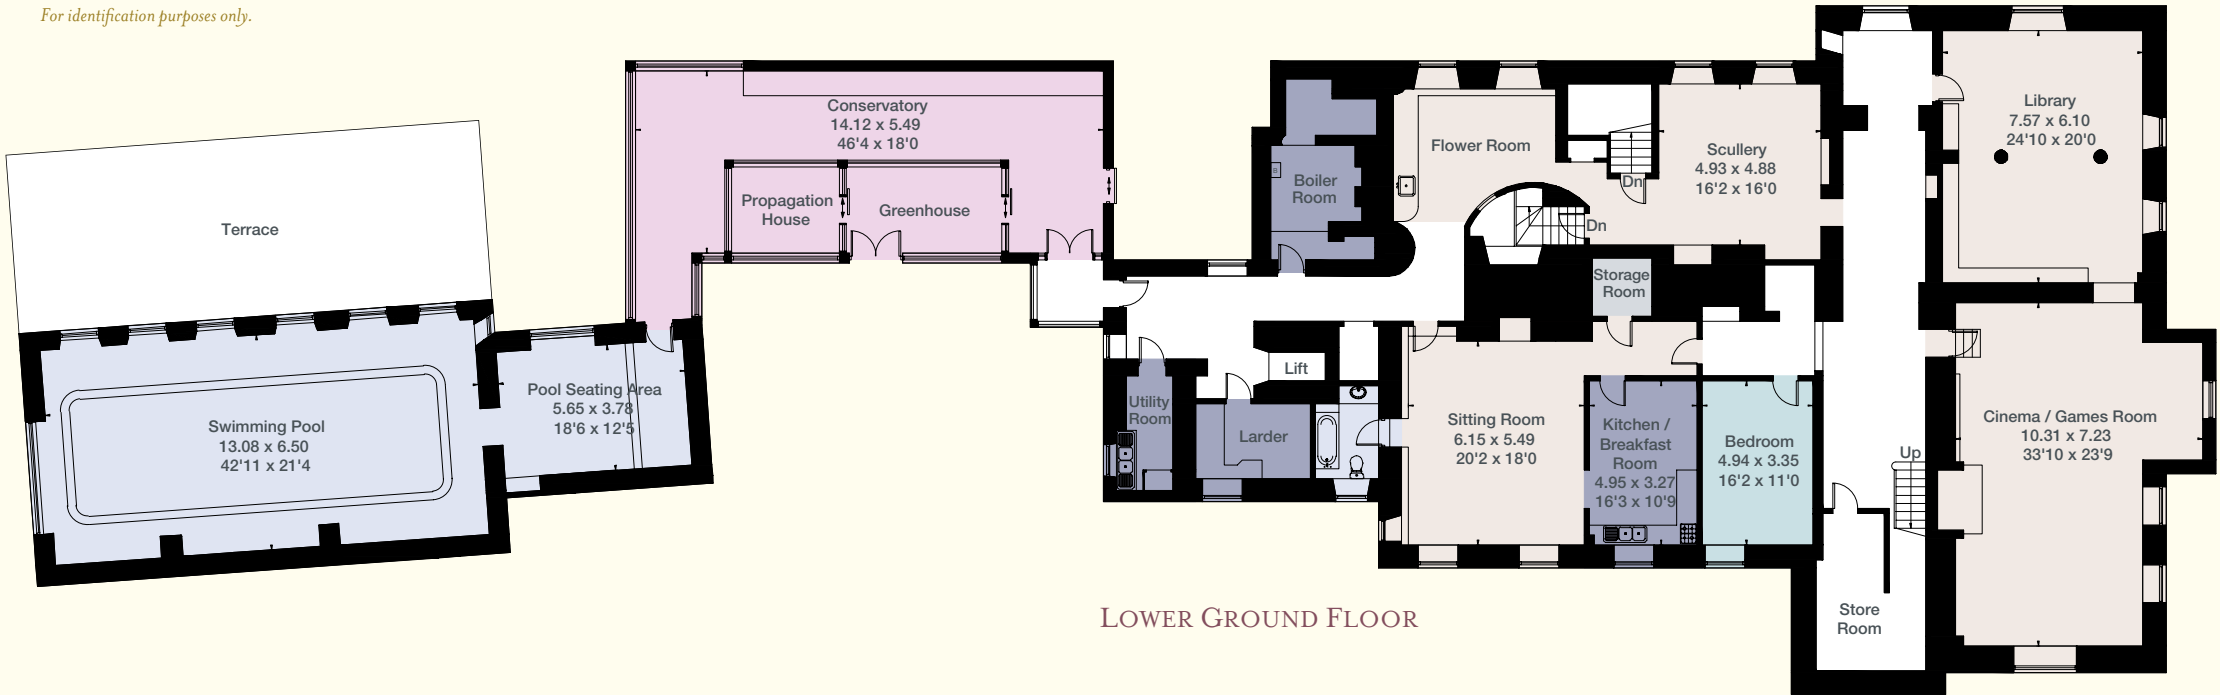 For identification purposes only.
Terrace
Swimming Pool
13.08 x 6.50
42'11 x 21'4
Pool Seating Area
5.65 x 3.78
18'6 x 12'5
Conservatory
14.12 x 5.49
46'4 x 18'0
Propagation
House
Greenhouse
Boiler
Room
Flower Room
Dn
Dn
Scullery
4.93 x 4.88
16'2 x 16'0
Library
7.57 x 6.10
24'10 x 20'0
Storage
Room
Lift
Utility
Room
Larder
Sitting Room
6.15 x 5.49
20'2 x 18'0
Kitchen /
Breakfast
Room
4.95 x 3.27
16'3 x 10'9
Bedroom
4.94 x 3.35
16'2 x 11'0
Up
Cinema / Games Room
10.31 x 7.23
33'10 x 23'9
Store
Room
Lower Ground Floor